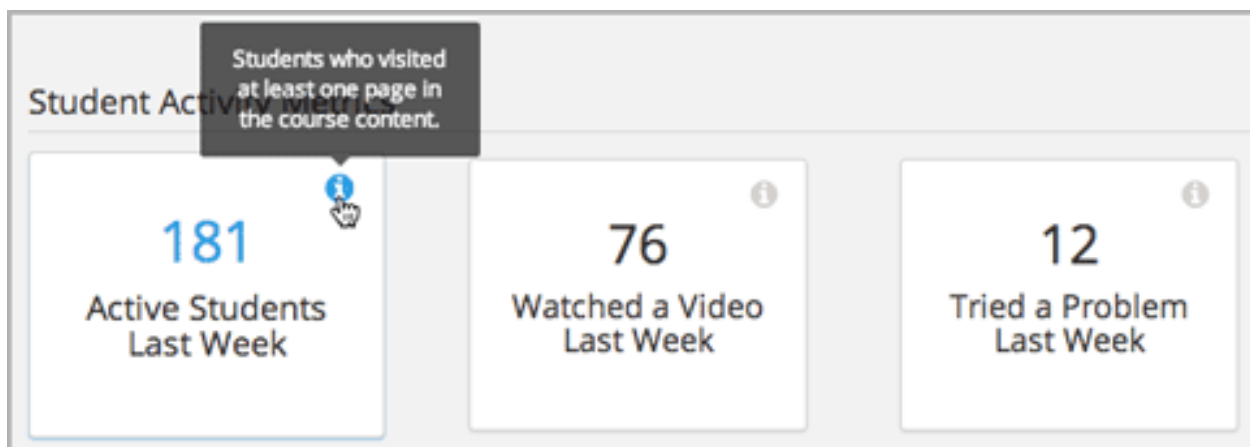 Students who visited
at least one page in
the course content.
Student Activity Metrics
181
Active Students
Last Week
76
Watched a Video
Last Week
12
Tried a Problem
Last Week